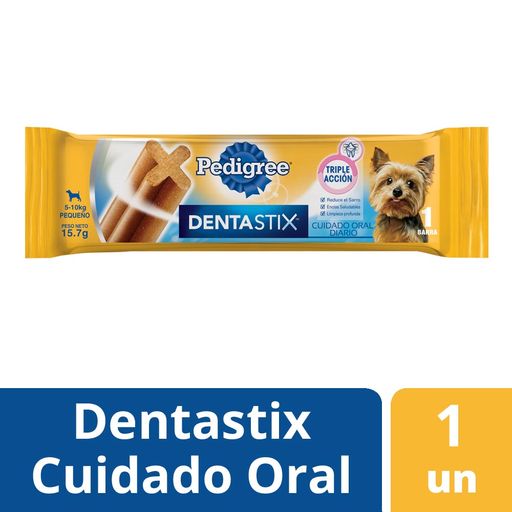 Pedigree
DENTASTIX
5-10kg
PEQUEÑO
PESO NETO
15.7g
TRIPLE
ACCIÓN
Reduce el Sarro
Encías Saludables
Limpieza profunda
CUIDADO ORAL
DIARIO
1
BARRA
Dentastix
Cuidado Oral
1
un